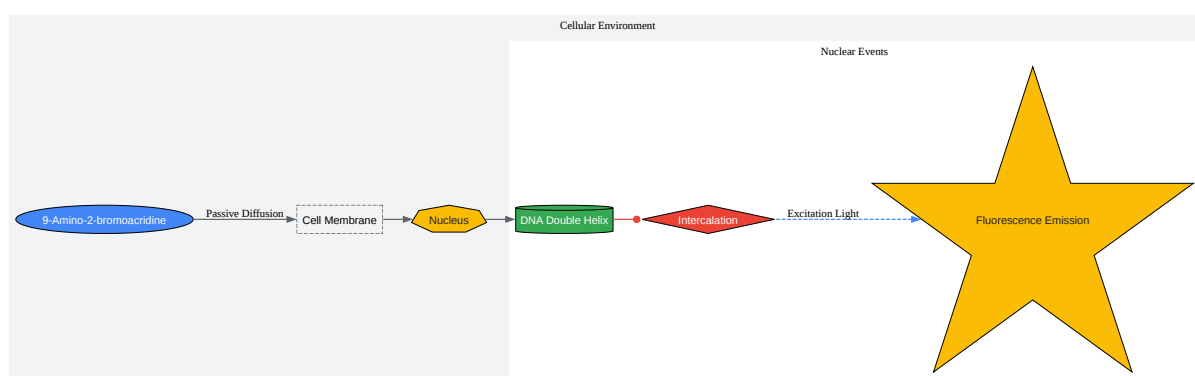 Cellular Environment
Nuclear Events
9-Amino-2-bromoacridine
Passive Diffusion
Cell Membrane
Nucleus
DNA Double Helix
Intercalation
Excitation Light
Fluorescence Emission